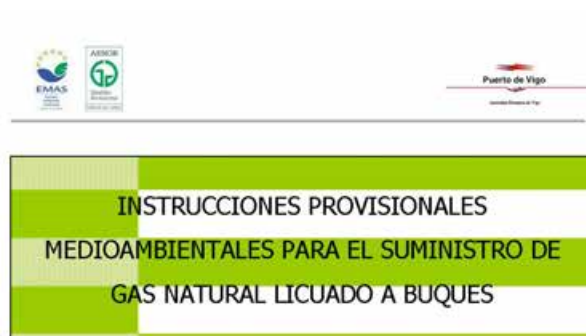 EMAS
AENOR
Puerto de Vigo
INSTRUCCIONES PROVISIONALES
MEDIOAMBIENTALES PARA EL SUMINISTRO DE
GAS NATURAL LICUADO A BUQUES